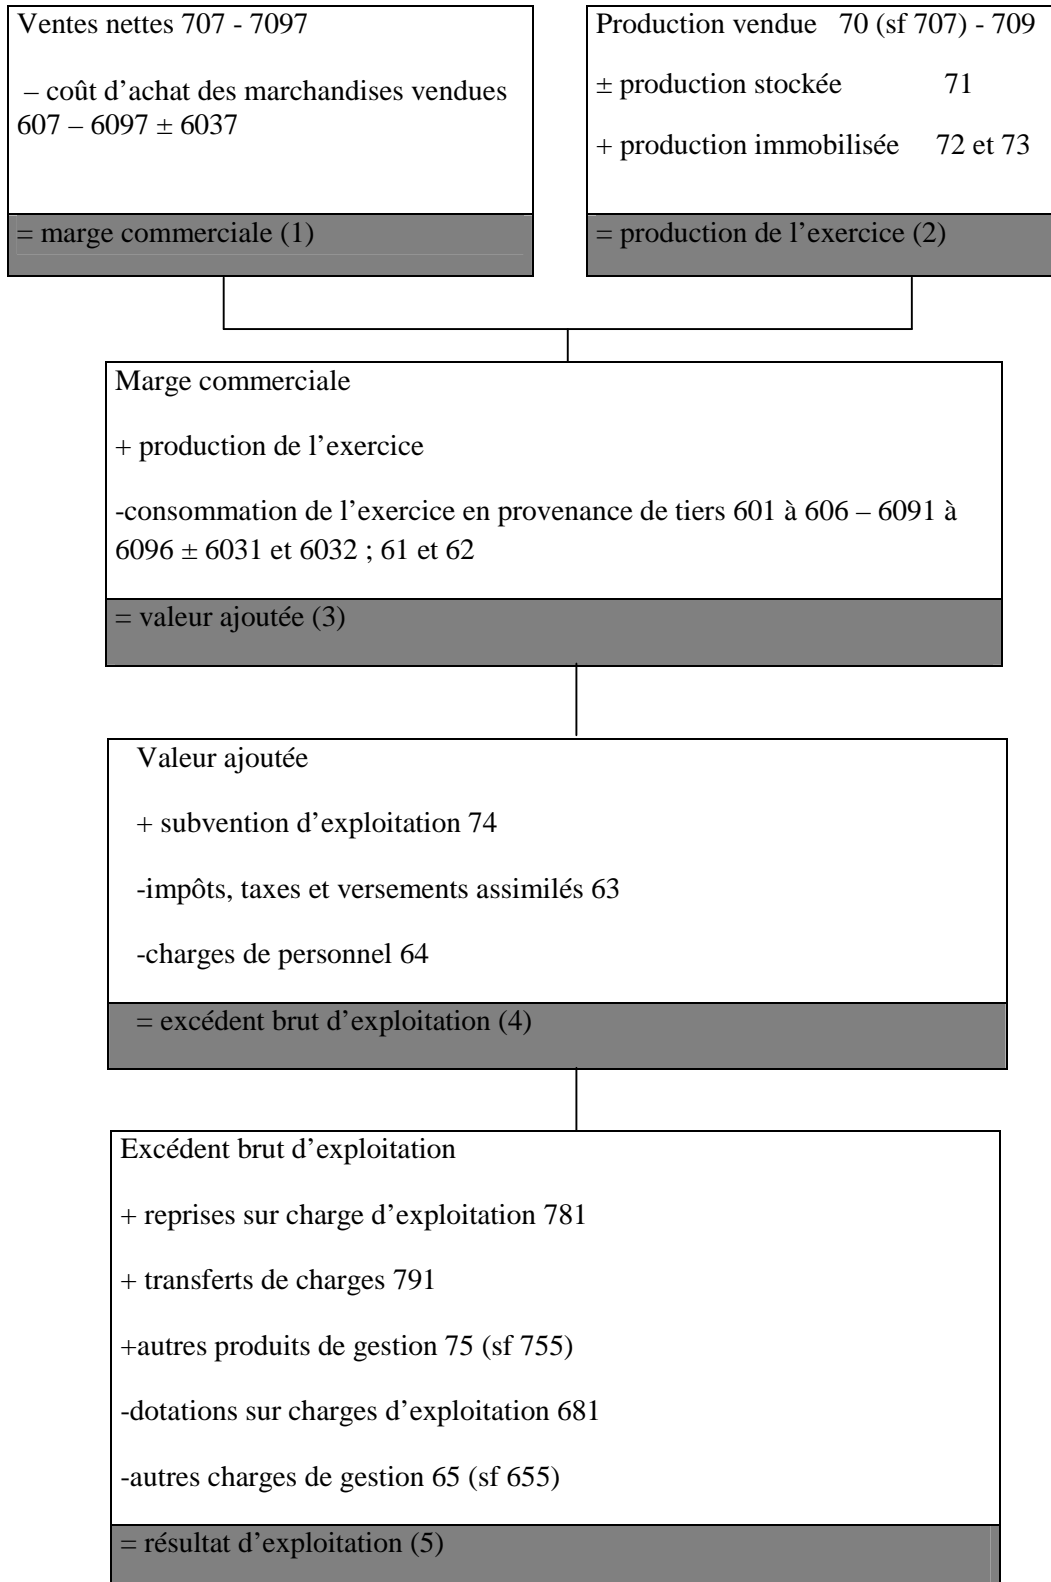 Ventes nettes 707 - 7097
– coût d’achat des marchandises vendues
607 – 6097 ± 6037
= marge commerciale (1)
Production vendue 70 (sf 707) - 709
± production stockée 71
+ production immobilisée 72 et 73
= production de l’exercice (2)
Marge commerciale
+ production de l’exercice
-consommation de l’exercice en provenance de tiers 601 à 606 – 6091 à
6096 ± 6031 et 6032 ; 61 et 62
= valeur ajoutée (3)
Valeur ajoutée
+ subvention d’exploitation 74
-impôts, taxes et versements assimilés 63
-charges de personnel 64
= excédent brut d’exploitation (4)
Excédent brut d’exploitation
+ reprises sur charge d’exploitation 781
+ transferts de charges 791
+autres produits de gestion 75 (sf 755)
-dotations sur charges d’exploitation 681
-autres charges de gestion 65 (sf 655)
= résultat d’exploitation (5)